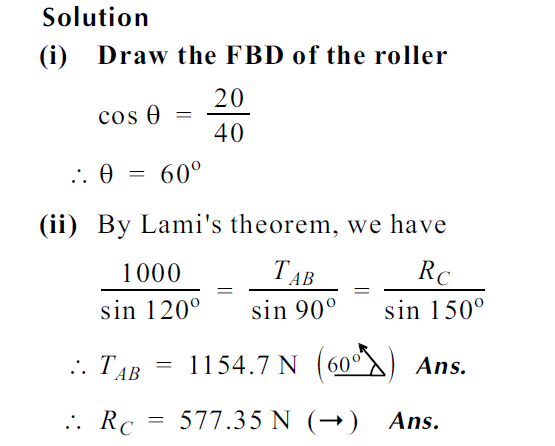 Solution
(i) Draw the FBD of the roller
cos θ = 20/40
∴ θ = 60°
(ii) By Lami's theorem, we have
1000/sin 120° = T_AB/sin 90° = R_C/sin 150°
∴ T_AB = 1154.7 N (60°) Ans.
∴ R_C = 577.35 N (→) Ans.